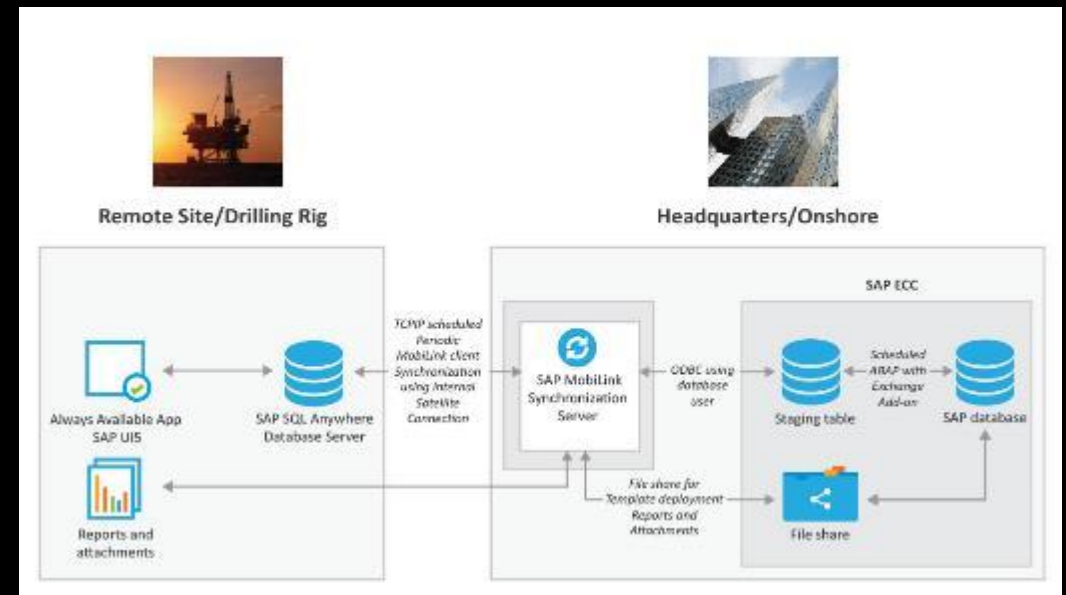 Remote Site/Drilling Rig
Headquarters/Onshore
SAP ECC
TCPIP scheduled
Periodic
MobiLink client
Synchronization
using Internal
Satellite
Connection
Always Available App
SAP UI5
SAP SQL Anywhere
Database Server
SAP MobiLink
Synchronization
Server
ODBC using
database
user
Staging table
Scheduled
ABAP with
Exchange
Add-on
SAP database
Reports and
attachments
File share for
Template deployment
Reports and
Attachments
File share